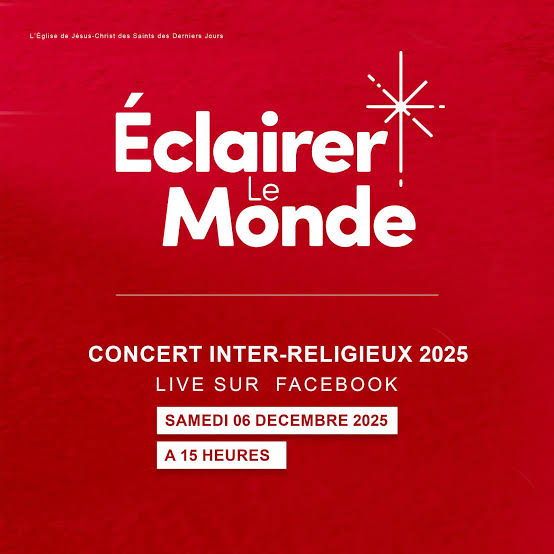 L'Église de Jésus-Christ des Saints des Derniers Jours
Éclairer
Le
Monde
CONCERT INTER-RELIGIEUX 2025
LIVE SUR FACEBOOK
SAMEDI 06 DECEMBRE 2025
A 15 HEURES